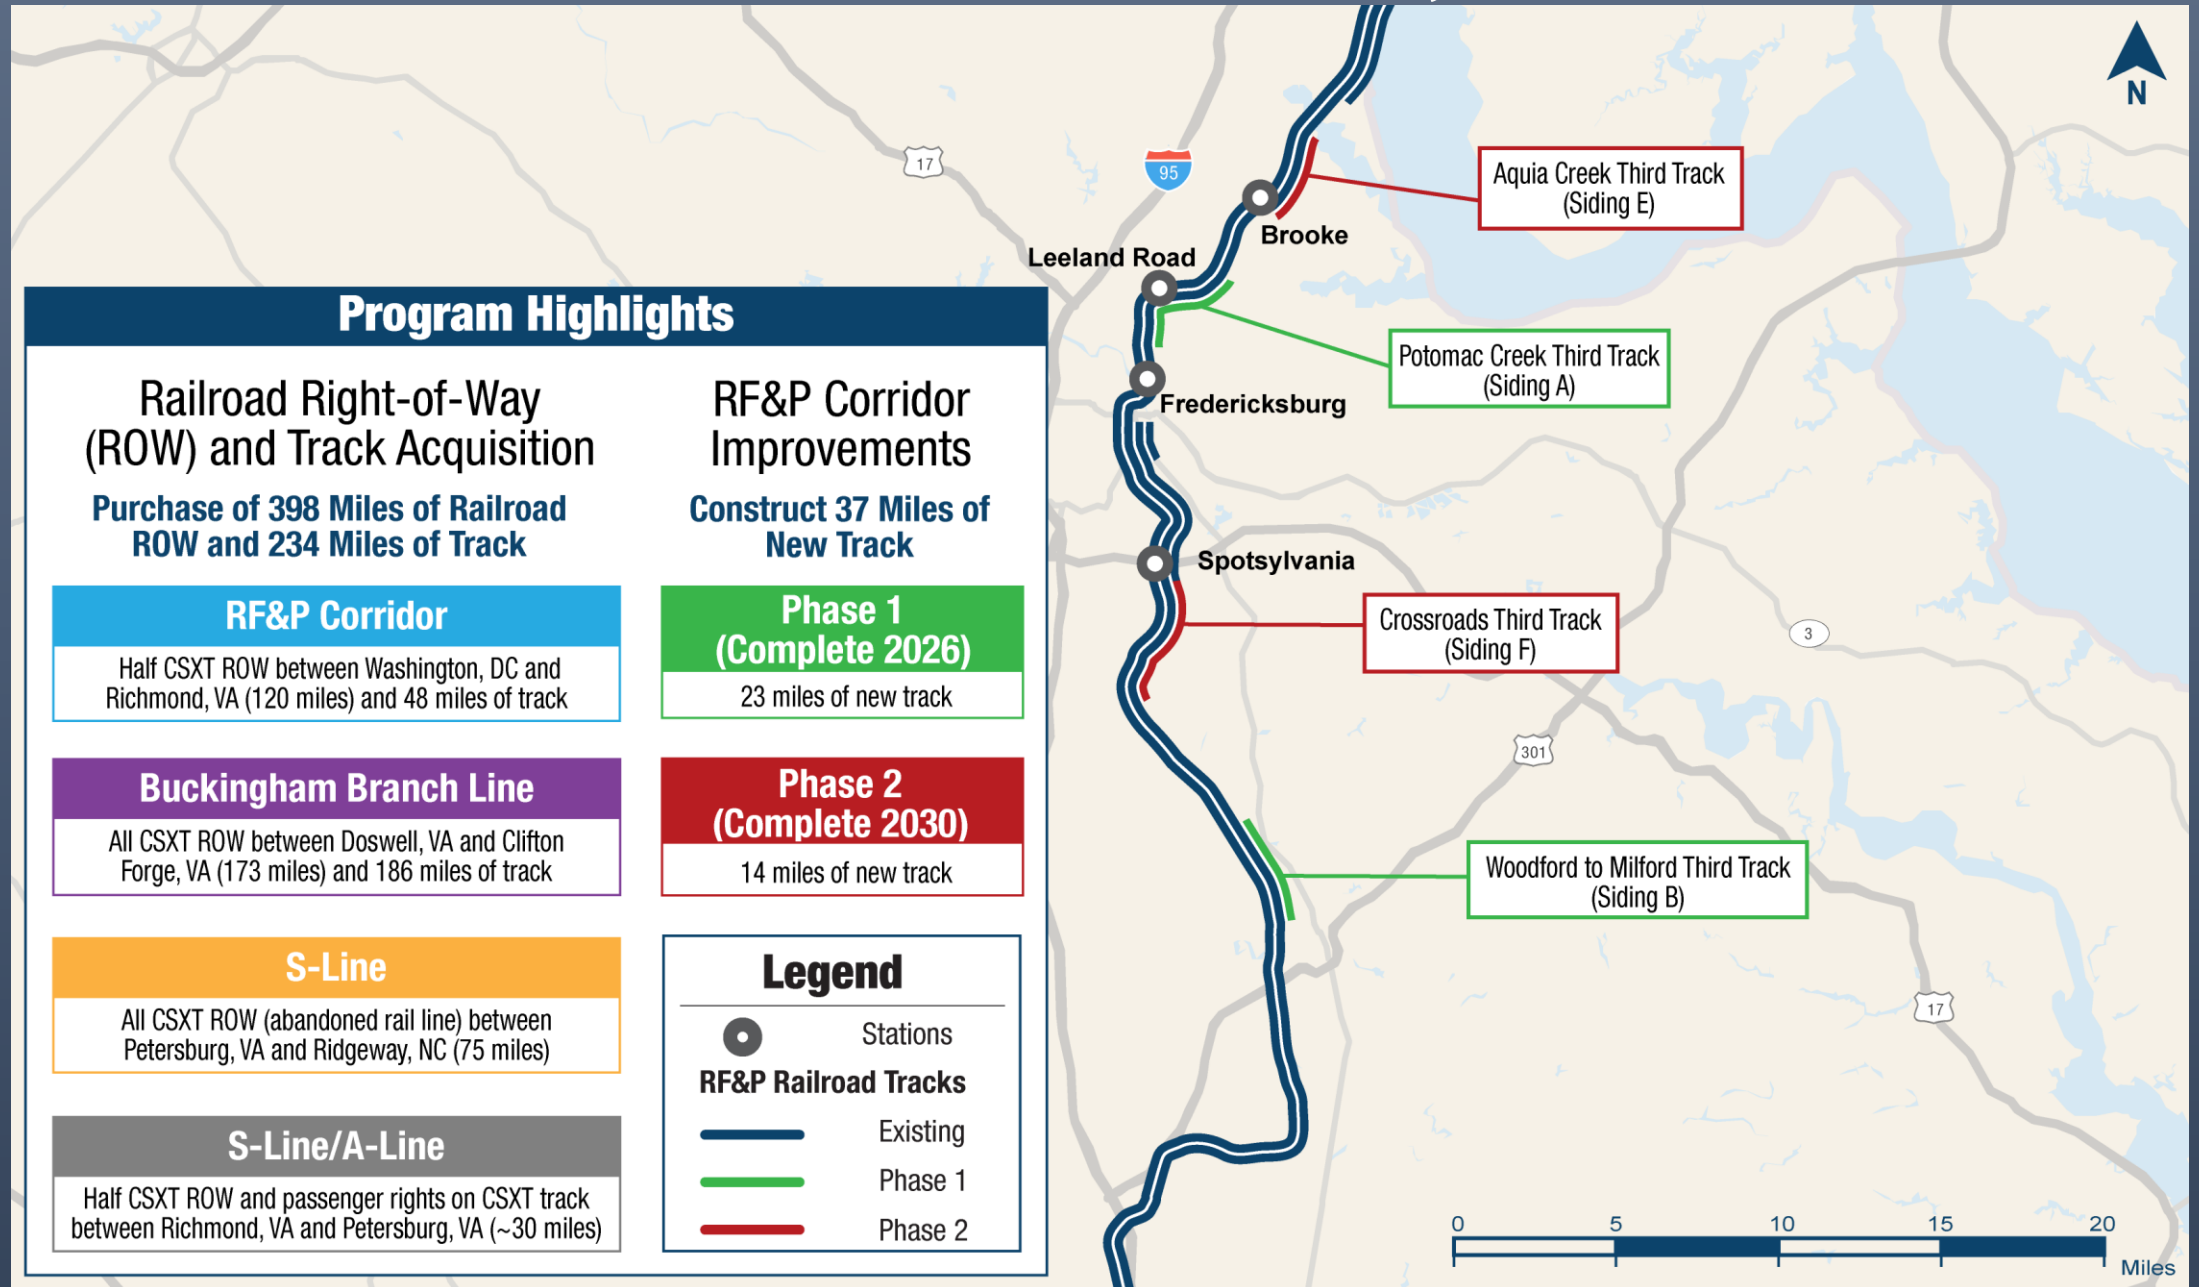 Program Highlights
Railroad Right-of-Way
(ROW) and Track Acquisition
Purchase of 398 Miles of Railroad
ROW and 234 Miles of Track
RF&P Corridor
Half CSXT ROW between Washington, DC and
Richmond, VA (120 miles) and 48 miles of track
Buckingham Branch Line
All CSXT ROW between Doswell, VA and Clifton
Forge, VA (173 miles) and 186 miles of track
S-Line
All CSXT ROW (abandoned rail line) between
Petersburg, VA and Ridgeway, NC (75 miles)
S-Line/A-Line
Half CSXT ROW and passenger rights on CSXT track
between Richmond, VA and Petersburg, VA (~30 miles)
RF&P Corridor
Improvements
Construct 37 Miles of
New Track
Phase 1
(Complete 2026)
23 miles of new track
Phase 2
(Complete 2030)
14 miles of new track
Legend
Stations
RF&P Railroad Tracks
Existing
Phase 1
Phase 2
N
17
95
Aquia Creek Third Track
(Siding E)
Brooke
Leeland Road
Potomac Creek Third Track
(Siding A)
Fredericksburg
Spotsylvania
Crossroads Third Track
(Siding F)
3
301
Woodford to Milford Third Track
(Siding B)
17
0 5 10 15 20
Miles